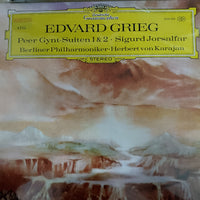 EDVARD GRIEG
Peer Gynt-Suiten 1 & 2 · Sigurd Jorsalfar
Berliner Philharmoniker · Herbert von Karajan
STEREO